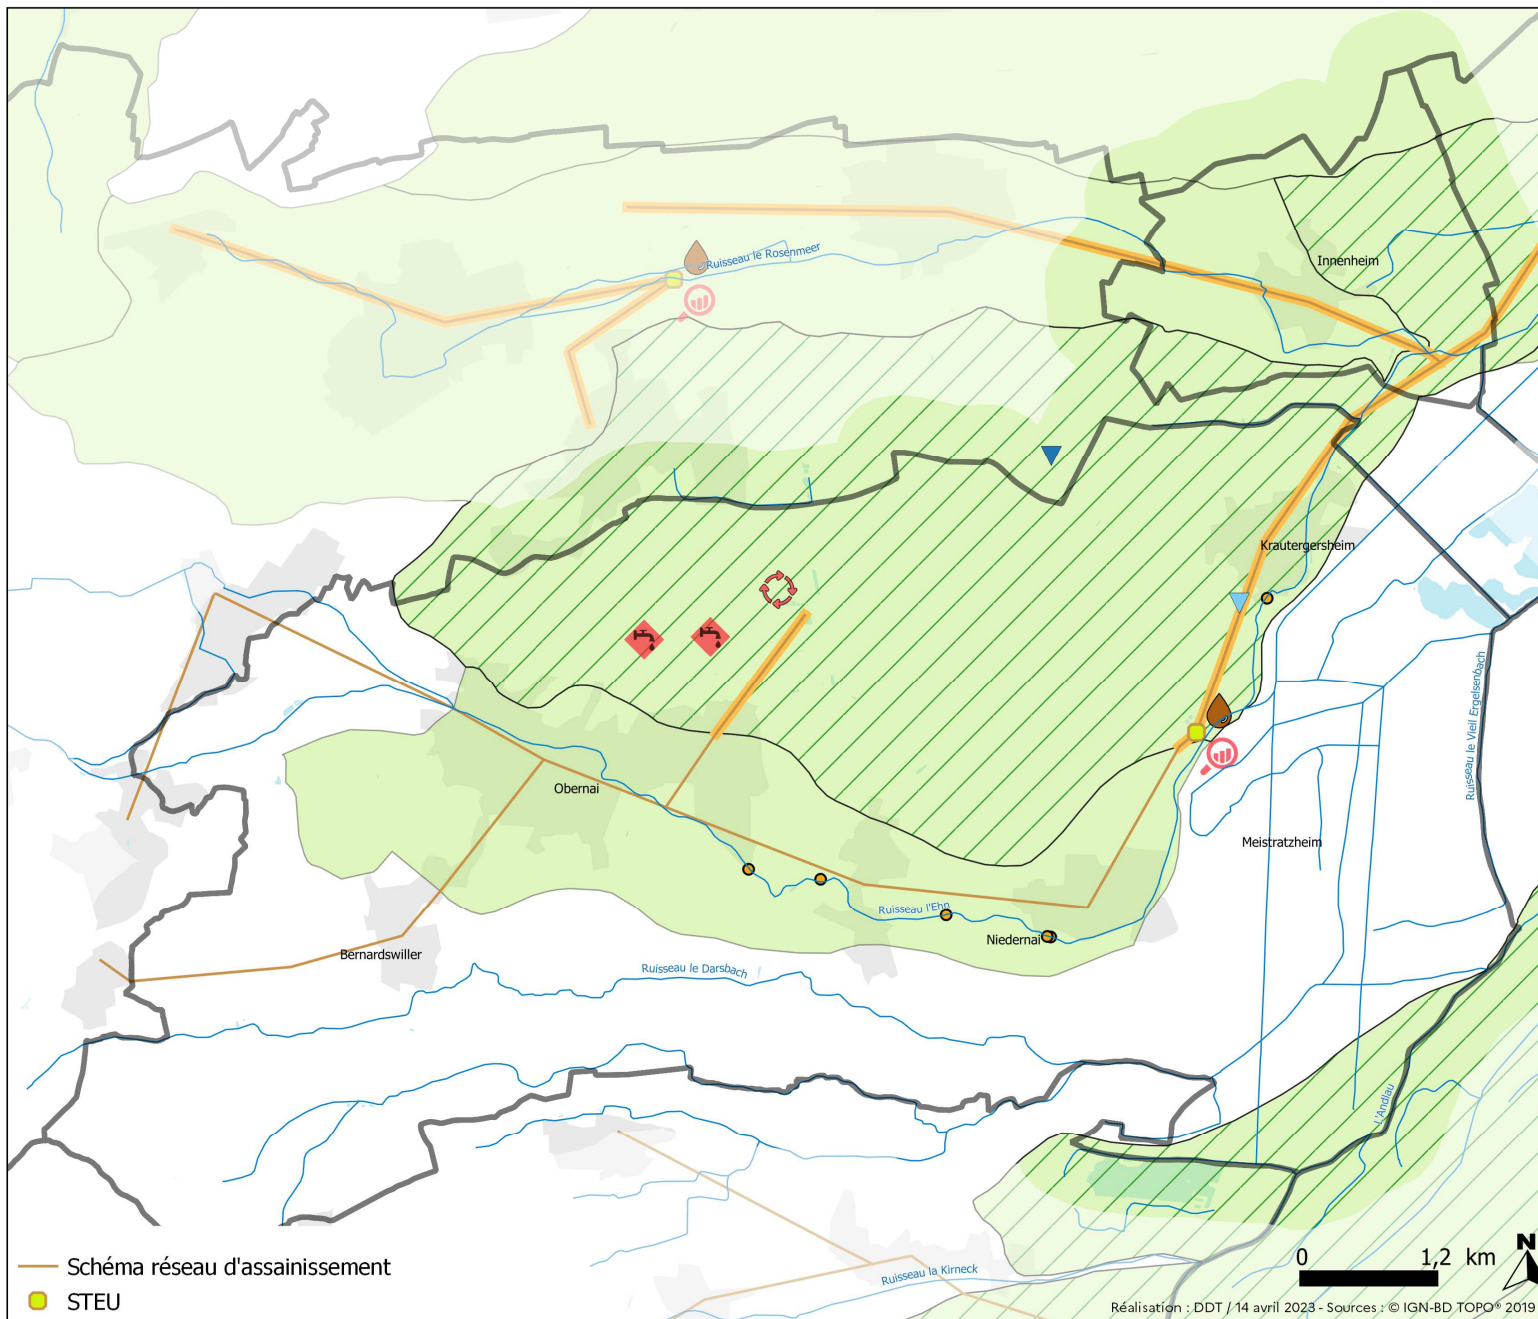 Ruisseau le Rosenmeer
Innenheim
Krautergersheim
Ruisseau le Vieil Ergelsenbach
Obernai
Meistratzheim
Ruisseau l'Ehn
Niedernai
Bernardswiller
Ruisseau le Darsbach
L'Andlau
Ruisseau la Kirneck
Schéma réseau d'assainissement
STEU
0 1,2 km
N
Réalisation : DDT / 14 avril 2023 - Sources : © IGN-BD TOPO® 2019